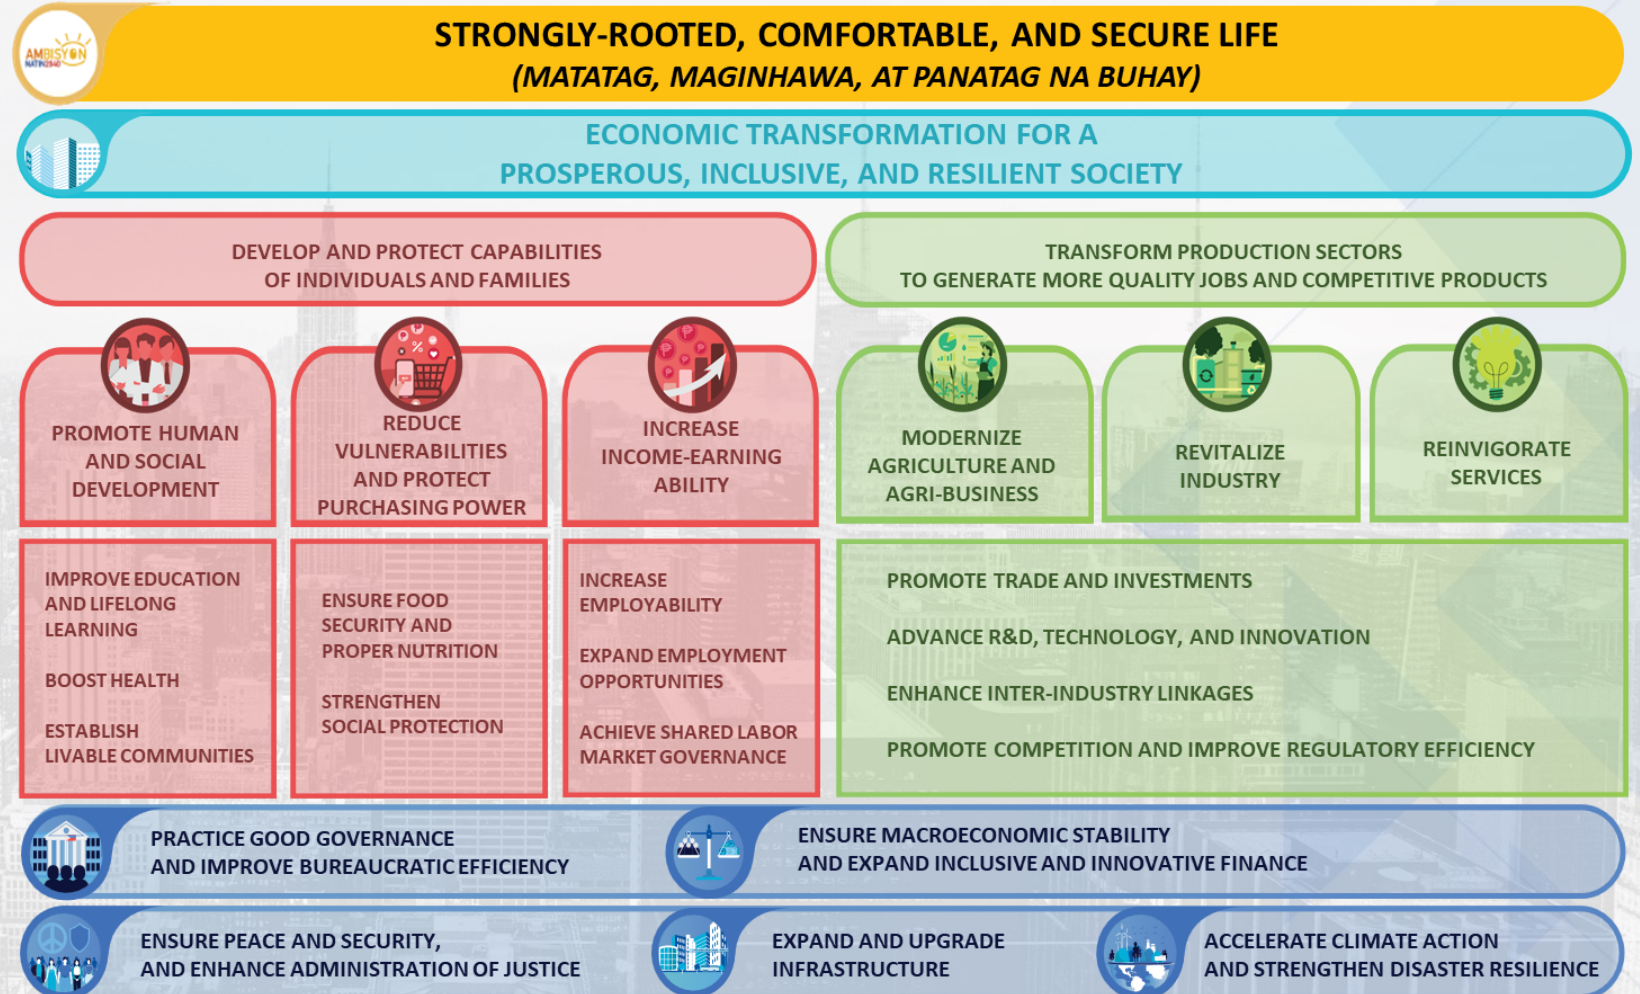 AMBISYON
NATIN2040
STRONGLY-ROOTED, COMFORTABLE, AND SECURE LIFE
(MATATAG, MAGINHAWA, AT PANATAG NA BUHAY)
ECONOMIC TRANSFORMATION FOR A
PROSPEROUS, INCLUSIVE, AND RESILIENT SOCIETY
DEVELOP AND PROTECT CAPABILITIES
OF INDIVIDUALS AND FAMILIES
TRANSFORM PRODUCTION SECTORS
TO GENERATE MORE QUALITY JOBS AND COMPETITIVE PRODUCTS
PROMOTE HUMAN
AND SOCIAL
DEVELOPMENT
REDUCE
VULNERABILITIES
AND PROTECT
PURCHASING POWER
INCREASE
INCOME-EARNING
ABILITY
MODERNIZE
AGRICULTURE AND
AGRI-BUSINESS
REVITALIZE
INDUSTRY
REINVIGORATE
SERVICES
IMPROVE EDUCATION
AND LIFELONG
LEARNING
BOOST HEALTH
ESTABLISH
LIVABLE COMMUNITIES
ENSURE FOOD
SECURITY AND
PROPER NUTRITION
STRENGTHEN
SOCIAL PROTECTION
INCREASE
EMPLOYABILITY
EXPAND EMPLOYMENT
OPPORTUNITIES
ACHIEVE SHARED LABOR
MARKET GOVERNANCE
PROMOTE TRADE AND INVESTMENTS
ADVANCE R&D, TECHNOLOGY, AND INNOVATION
ENHANCE INTER-INDUSTRY LINKAGES
PROMOTE COMPETITION AND IMPROVE REGULATORY EFFICIENCY
PRACTICE GOOD GOVERNANCE
AND IMPROVE BUREAUCRATIC EFFICIENCY
ENSURE MACROECONOMIC STABILITY
AND EXPAND INCLUSIVE AND INNOVATIVE FINANCE
ENSURE PEACE AND SECURITY,
AND ENHANCE ADMINISTRATION OF JUSTICE
EXPAND AND UPGRADE
INFRASTRUCTURE
ACCELERATE CLIMATE ACTION
AND STRENGTHEN DISASTER RESILIENCE